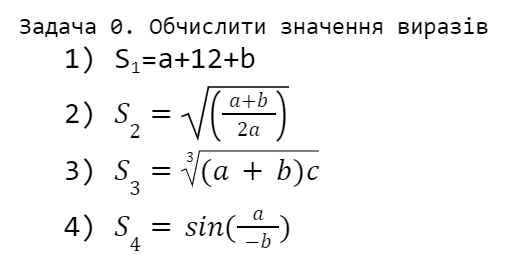 Задача 0. Обчислити значення виразів
1) S₁=a+12+b
2) S₂ = √((a+b)/(2a))
3) S₃ = ∛((a + b)c)
4) S₄ = sin(a/(−b))